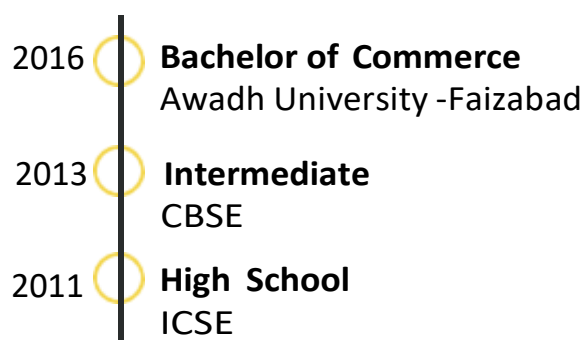 2016 Bachelor of Commerce
Awadh University -Faizabad
2013 Intermediate
CBSE
2011 High School
ICSE